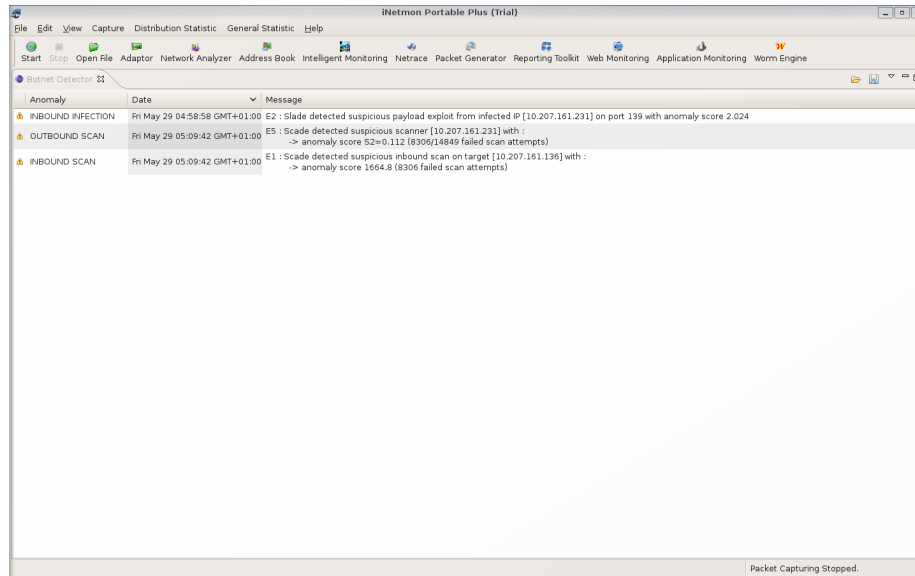 iNetmon Portable Plus (Trial)
File Edit View Capture Distribution Statistic General Statistic Help
Start Stop Open File Adaptor Network Analyzer Address Book Intelligent Monitoring Netrace Packet Generator Reporting Toolkit Web Monitoring Application Monitoring Worm Engine
Botnet Detector
Anomaly Date Message
INBOUND INFECTION Fri May 29 04:58:58 GMT+01:00 E2 : Slade detected suspicious payload exploit from infected IP [10.207.161.231] on port 139 with anomaly score 2.024
OUTBOUND SCAN Fri May 29 05:09:42 GMT+01:00 E5 : Scade detected suspicious scanner [10.207.161.231] with :
-> anomaly score S2=0.112 (8306/14849 failed scan attempts)
INBOUND SCAN Fri May 29 05:09:42 GMT+01:00 E1 : Scade detected suspicious inbound scan on target [10.207.161.136] with :
-> anomaly score 1664.8 (8306 failed scan attempts)
Packet Capturing Stopped.